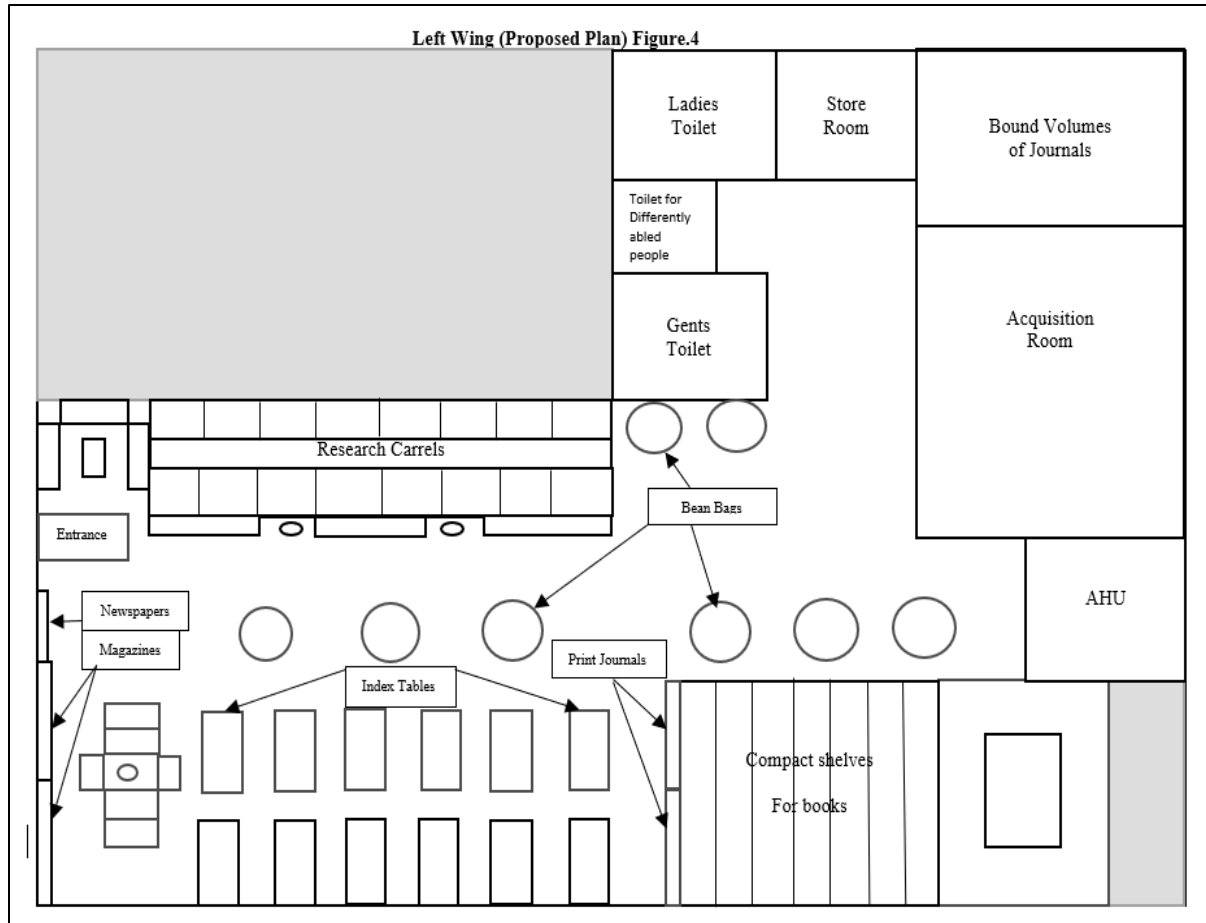 Left Wing (Proposed Plan) Figure.4
Ladies
Toilet
Store
Room
Bound Volumes
of Journals
Toilet for
Differently
abled
people
Gents
Toilet
Acquisition
Room
Research Carrels
Bean Bags
Entrance
AHU
Newspapers
Magazines
Print Journals
Index Tables
Compact shelves
For books